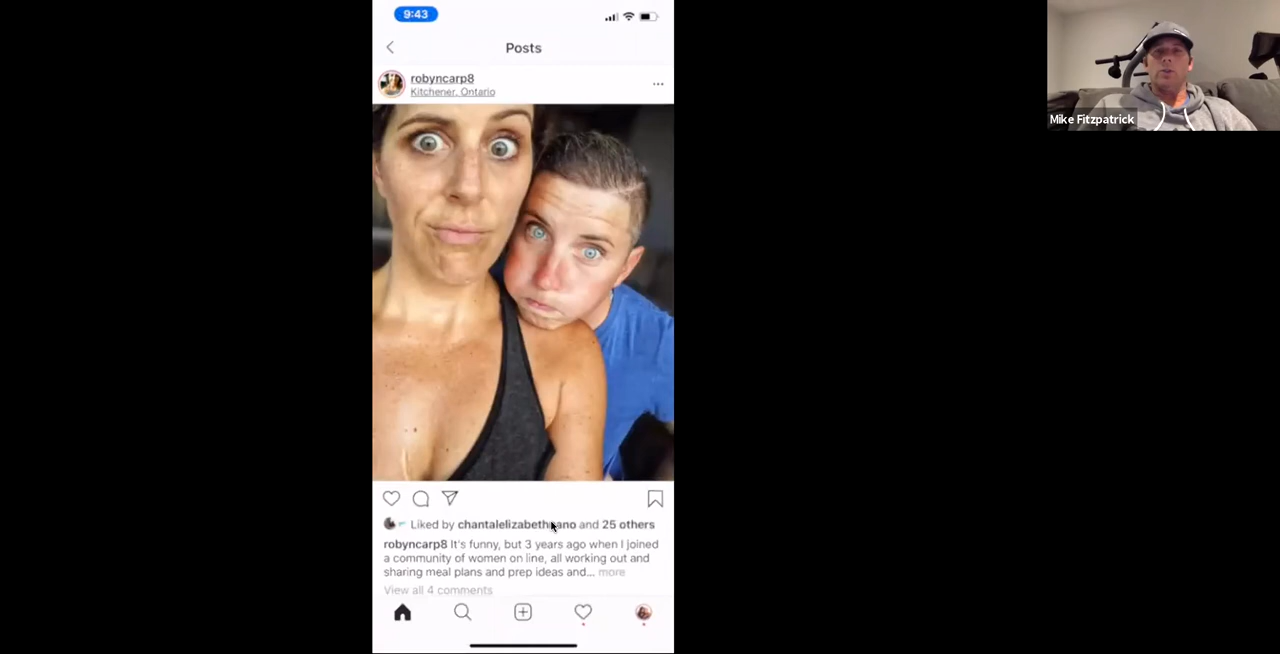 9:43
Posts
robyncarp8
Kitchener, Ontario
Mike Fitzpatrick
Liked by and 25 others
robyncarp8 It's funny, but 3 years ago when I joined
a community of women on line, all working out and
sharing meal plans and prep ideas and... more
View all 4 comments